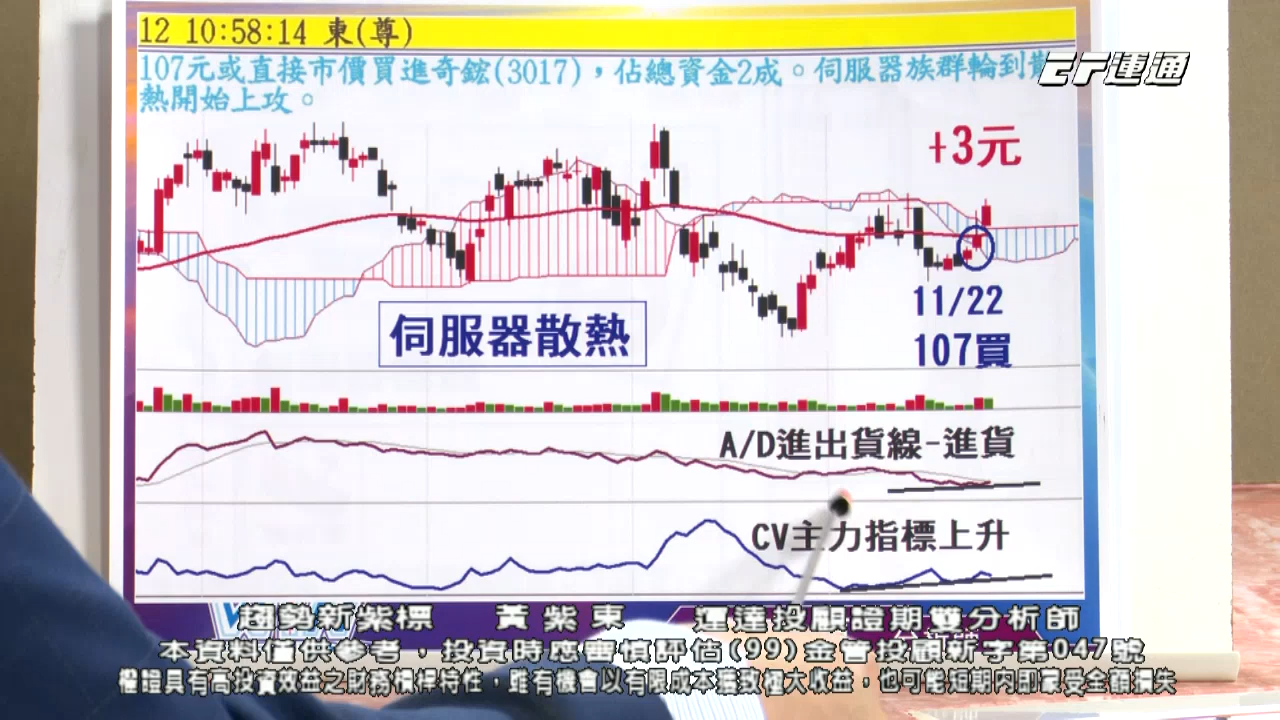 12 10:58:14 東(尊)
107元或直接市價買進奇鋐(3017)，佔總資金2成。伺服器族群輪到散
熱開始上攻。
運通
+3元
伺服器散熱
11/22
107買
A/D進出貨線-進貨
CV主力指標上升
趨勢新紫標 黃紫東 運達投顧證期雙分析師
本資料僅供參考，投資時應審慎評估(99)金管投顧新字第047號
權證具有高投資效益之財務槓桿特性，雖有機會以有限成本獲致極大收益，也可能短期內即蒙受全額損失